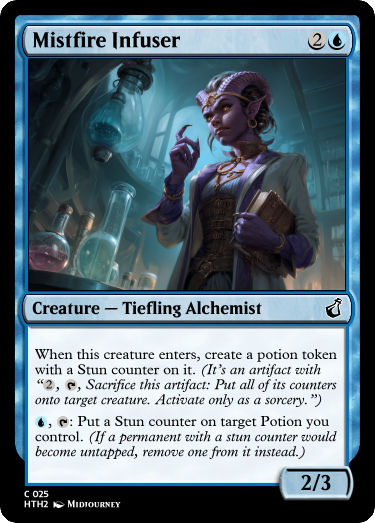 Mistfire Infuser 2
Creature — Tiefling Alchemist
When this creature enters, create a potion token
with a Stun counter on it. (It's an artifact with
“2, , Sacrifice this artifact: Put all of its counters
onto target creature. Activate only as a sorcery.”)
, : Put a Stun counter on target Potion you
control. (If a permanent with a stun counter would
become untapped, remove one from it instead.)
2/3
C 025
HTH2 Midjourney